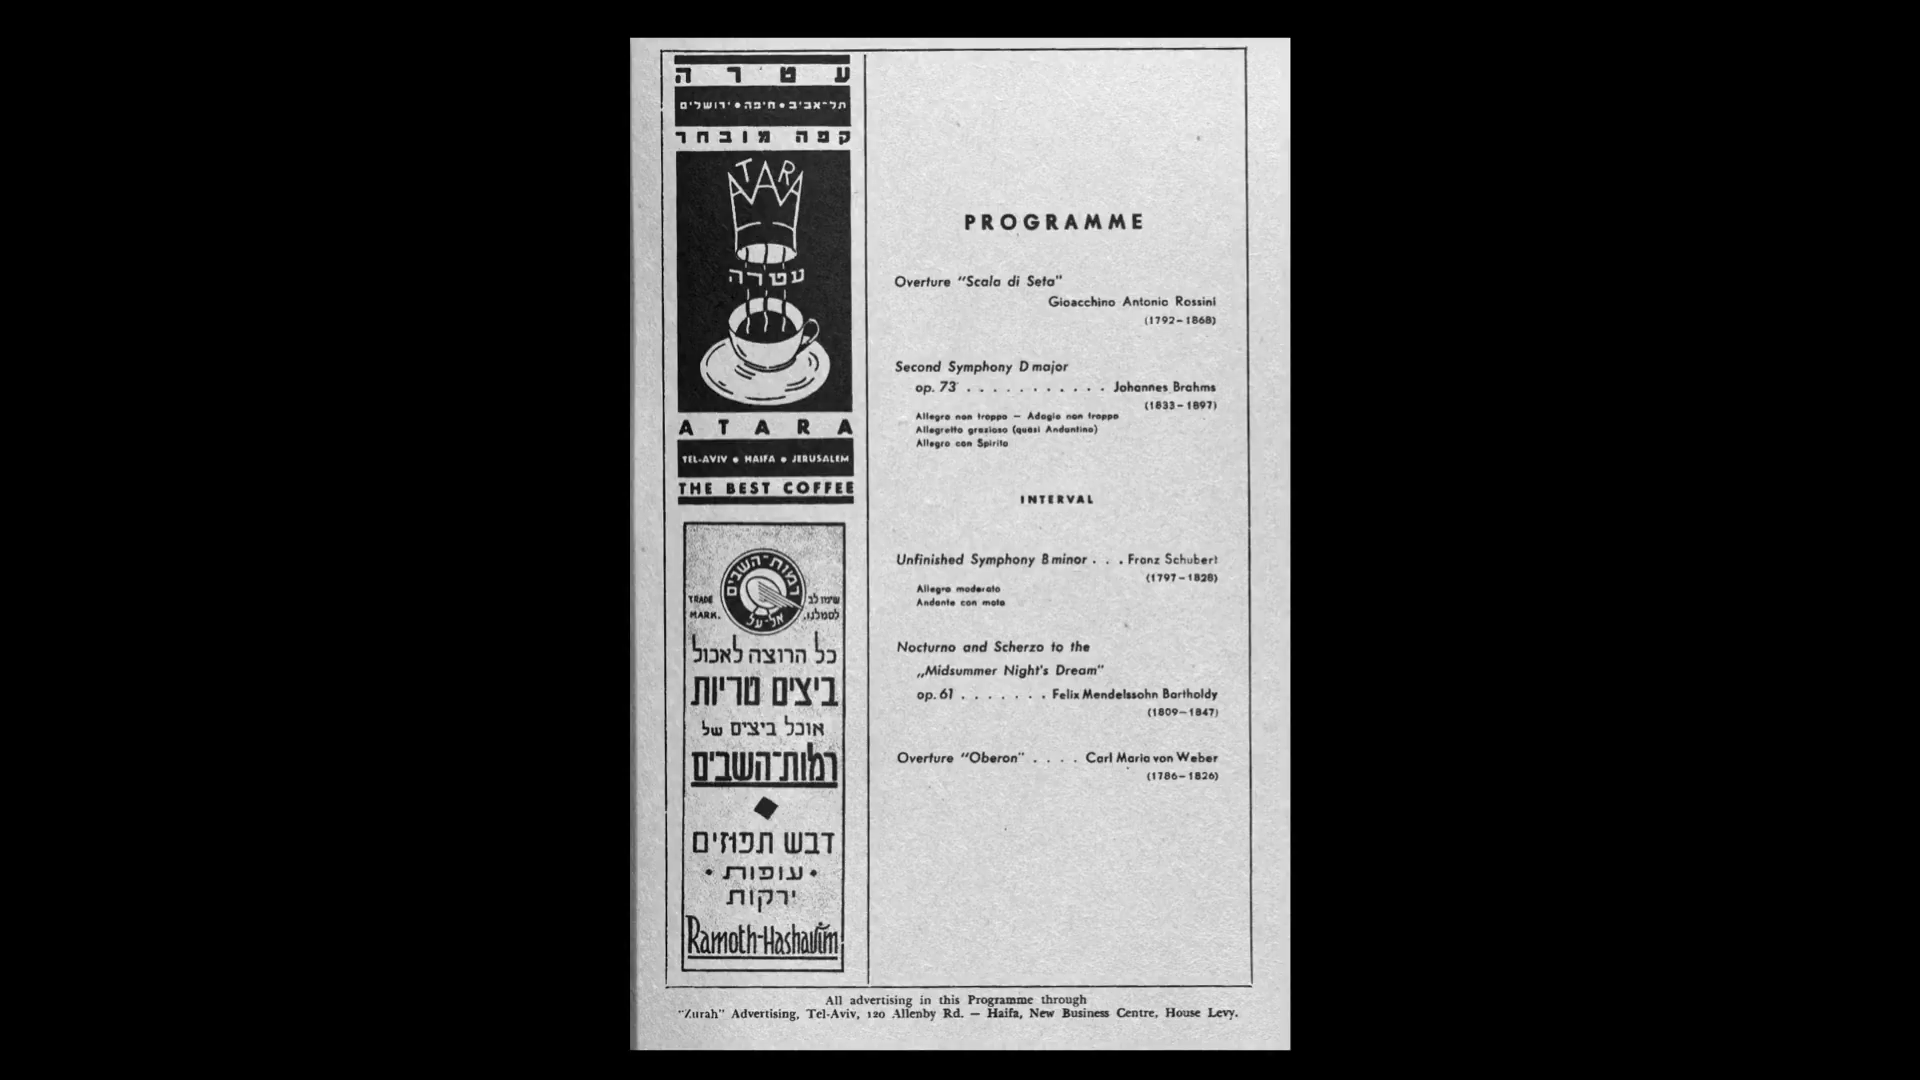 עטרה
תל־אביב • חיפה • ירושלים
קפה מובחר
ATARA
עטרה
ATARA
TEL-AVIV • HAIFA • JERUSALEM
THE BEST COFFEE
רמות־השבים
אל־על
TRADE
MARK.
שימו לב
לסמלנו.
כל הרוצה לאכול
ביצים טריות
אוכל ביצים של
רמות־השבים
דבש תפוזים
• עופות •
ירקות
Ramoth-Hashavim
PROGRAMME
Overture "Scala di Seta"
Gioacchino Antonio Rossini
(1792–1868)
Second Symphony D major
op. 73 . . . . . . . . . . . Johannes Brahms
(1833–1897)
Allegro non troppo – Adagio non troppo
Allegretto grazioso (quasi Andantino)
Allegro con Spirito
INTERVAL
Unfinished Symphony B minor . . . Franz Schubert
(1797–1828)
Allegro moderato
Andante con moto
Nocturno and Scherzo to the
„Midsummer Night's Dream"
op. 61 . . . . . . . Felix Mendelssohn Bartholdy
(1809–1847)
Overture "Oberon" . . . . Carl Maria von Weber
(1786–1826)
All advertising in this Programme through
"Zurah" Advertising, Tel-Aviv, 120 Allenby Rd. — Haifa, New Business Centre, House Levy.